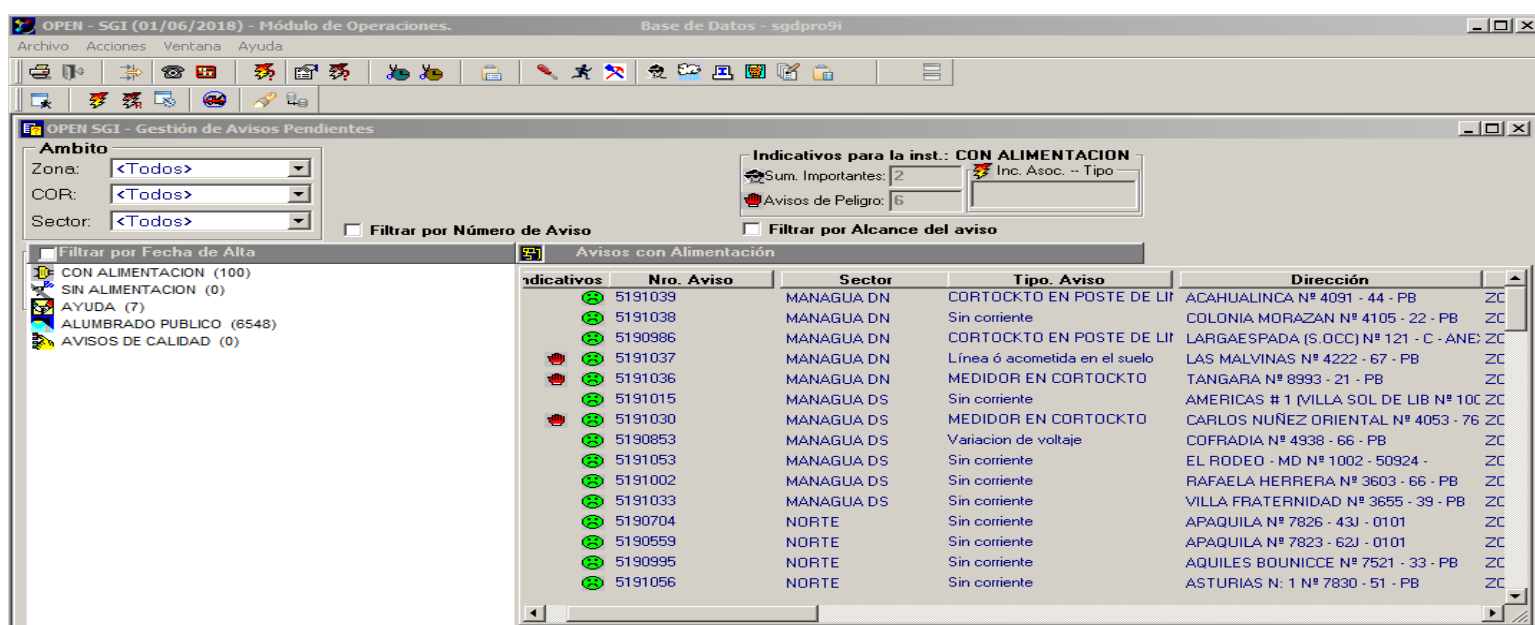 OPEN - SGI (01/06/2018) - Módulo de Operaciones. Base de Datos - sgdpro9i
Archivo Acciones Ventana Ayuda
OPEN SGI - Gestión de Avisos Pendientes
Ambito
Zona: <Todos>
COR: <Todos>
Sector: <Todos>
Filtrar por Número de Aviso
Indicativos para la inst.: CON ALIMENTACION
Sum. Importantes: 2
Inc. Asoc. -- Tipo
Avisos de Peligro: 6
Filtrar por Alcance del aviso
Filtrar por Fecha de Alta
CON ALIMENTACION (100)
SIN ALIMENTACION (0)
AYUDA (7)
ALUMBRADO PUBLICO (6548)
AVISOS DE CALIDAD (0)
Avisos con Alimentación
ndicativos Nro. Aviso Sector Tipo. Aviso Dirección
5191039 MANAGUA DN CORTOCKTO EN POSTE DE LIN ACAHUALINCA Nº 4091 - 44 - PB ZC
5191038 MANAGUA DN Sin corriente COLONIA MORAZAN Nº 4105 - 22 - PB ZC
5190986 MANAGUA DN CORTOCKTO EN POSTE DE LIN LARGAESPADA (S.OCC) Nº 121 - C - ANE: ZC
5191037 MANAGUA DN Línea ó acometida en el suelo LAS MALVINAS Nº 4222 - 67 - PB ZC
5191036 MANAGUA DN MEDIDOR EN CORTOCKTO TANGARA Nº 8993 - 21 - PB ZC
5191015 MANAGUA DS Sin corriente AMERICAS # 1 (VILLA SOL DE LIB Nº 100 ZC
5191030 MANAGUA DS MEDIDOR EN CORTOCKTO CARLOS NUÑEZ ORIENTAL Nº 4053 - 76 ZC
5190853 MANAGUA DS Variacion de voltaje COFRADIA Nº 4938 - 66 - PB ZC
5191053 MANAGUA DS Sin corriente EL RODEO - MD Nº 1002 - 50924 - ZC
5191002 MANAGUA DS Sin corriente RAFAELA HERRERA Nº 3603 - 66 - PB ZC
5191033 MANAGUA DS Sin corriente VILLA FRATERNIDAD Nº 3655 - 39 - PB ZC
5190704 NORTE Sin corriente APAQUILA Nº 7826 - 43J - 0101 ZC
5190559 NORTE Sin corriente APAQUILA Nº 7823 - 62J - 0101 ZC
5190995 NORTE Sin corriente AQUILES BOUNICCE Nº 7521 - 33 - PB ZC
5191056 NORTE Sin corriente ASTURIAS N: 1 Nº 7830 - 51 - PB ZC